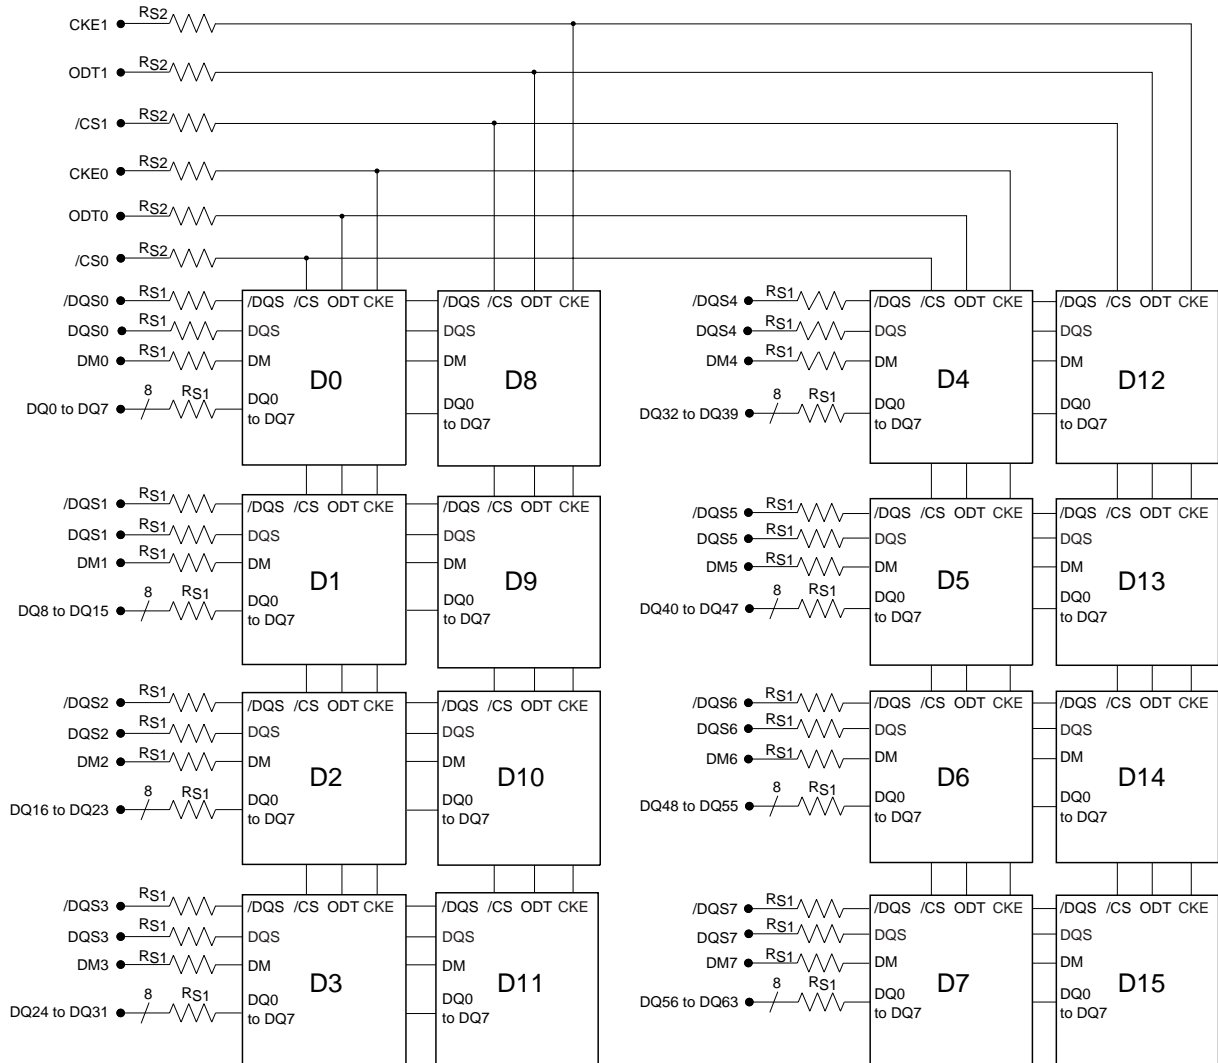 CKE1 RS2
ODT1 RS2
/CS1 RS2
CKE0 RS2
ODT0 RS2
/CS0 RS2
/DQS0 RS1 /DQS /CS ODT CKE /DQS /CS ODT CKE
DQS0 RS1 DQS DQS
DM0 RS1 DM DM
D0 D8
DQ0 to DQ7 8 RS1 DQ0 to DQ7 DQ0 to DQ7
/DQS4 RS1 /DQS /CS ODT CKE /DQS /CS ODT CKE
DQS4 RS1 DQS DQS
DM4 RS1 DM DM
D4 D12
DQ32 to DQ39 8 RS1 DQ0 to DQ7 DQ0 to DQ7
/DQS1 RS1 /DQS /CS ODT CKE /DQS /CS ODT CKE
DQS1 RS1 DQS DQS
DM1 RS1 DM DM
D1 D9
DQ8 to DQ15 8 RS1 DQ0 to DQ7 DQ0 to DQ7
/DQS5 RS1 /DQS /CS ODT CKE /DQS /CS ODT CKE
DQS5 RS1 DQS DQS
DM5 RS1 DM DM
D5 D13
DQ40 to DQ47 8 RS1 DQ0 to DQ7 DQ0 to DQ7
/DQS2 RS1 /DQS /CS ODT CKE /DQS /CS ODT CKE
DQS2 RS1 DQS DQS
DM2 RS1 DM DM
D2 D10
DQ16 to DQ23 8 RS1 DQ0 to DQ7 DQ0 to DQ7
/DQS6 RS1 /DQS /CS ODT CKE /DQS /CS ODT CKE
DQS6 RS1 DQS DQS
DM6 RS1 DM DM
D6 D14
DQ48 to DQ55 8 RS1 DQ0 to DQ7 DQ0 to DQ7
/DQS3 RS1 /DQS /CS ODT CKE /DQS /CS ODT CKE
DQS3 RS1 DQS DQS
DM3 RS1 DM DM
D3 D11
DQ24 to DQ31 8 RS1 DQ0 to DQ7 DQ0 to DQ7
/DQS7 RS1 /DQS /CS ODT CKE /DQS /CS ODT CKE
DQS7 RS1 DQS DQS
DM7 RS1 DM DM
D7 D15
DQ56 to DQ63 8 RS1 DQ0 to DQ7 DQ0 to DQ7